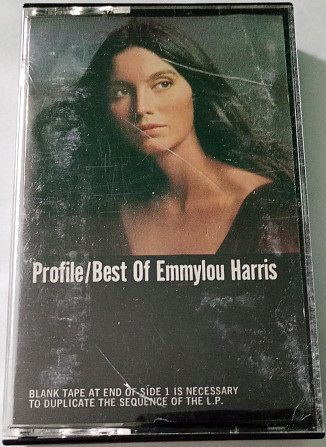 Profile/Best Of Emmylou Harris
BLANK TAPE AT END OF SIDE 1 IS NECESSARY
TO DUPLICATE THE SEQUENCE OF THE L.P.